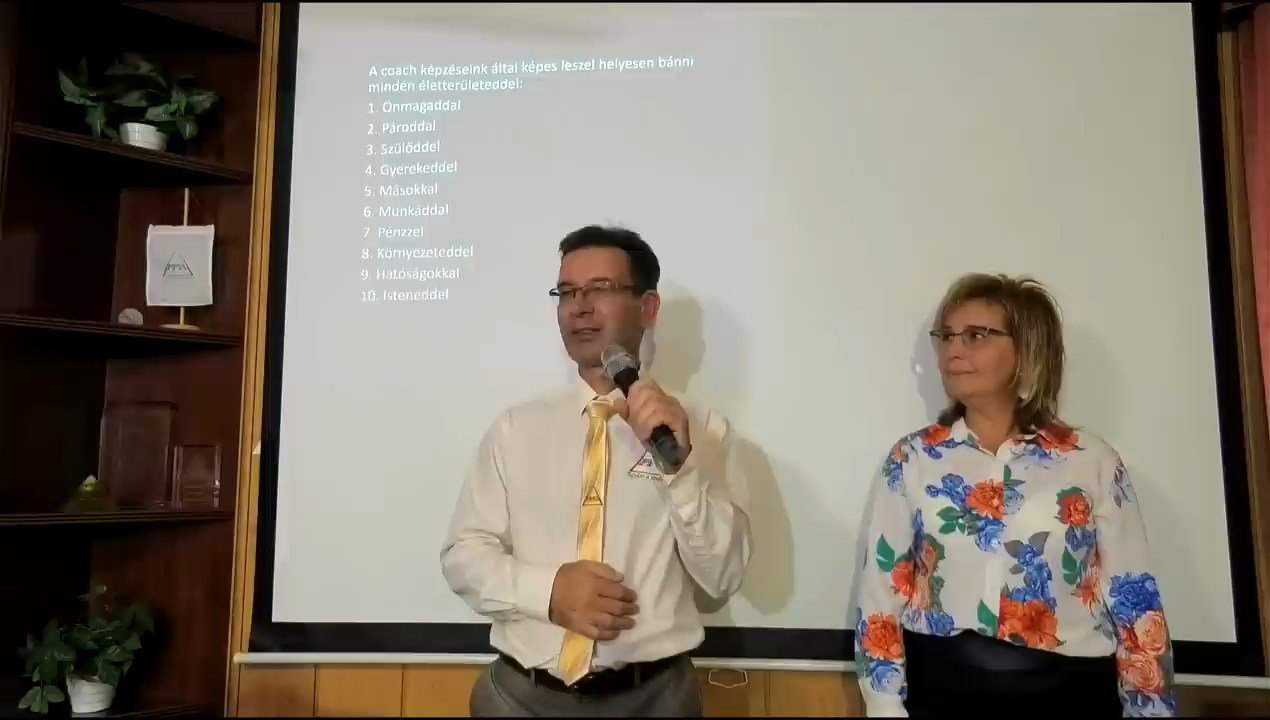 A coach képzéseink által képes leszel helyesen bánni
minden életterületeddel:
1. Önmagaddal
2. Pároddal
3. Szülőddel
4. Gyerekeddel
5. Másokkal
6. Munkáddal
7 Pénzzel
8. Környezeteddel
9. Hatóságokkal
10. Isteneddel